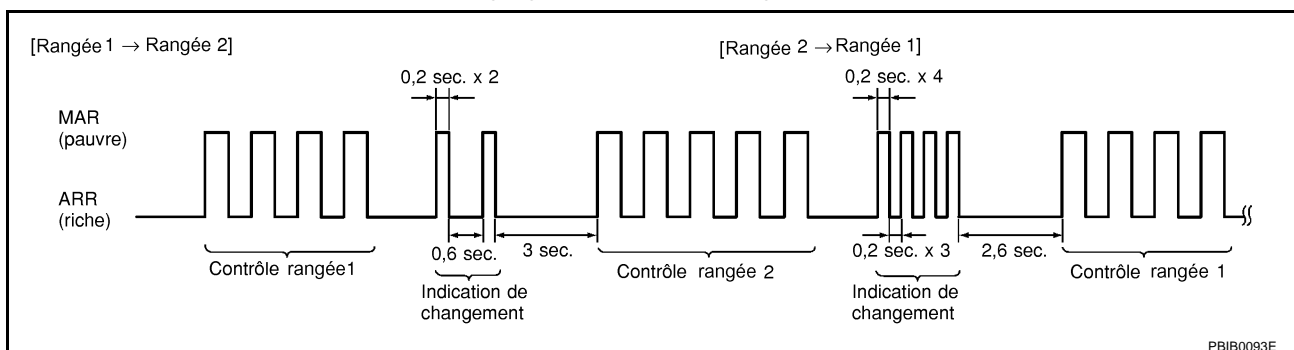 [Rangée 1 → Rangée 2]
[Rangée 2 → Rangée 1]
0,2 sec. x 2
0,2 sec. x 4
MAR
(pauvre)
ARR
(riche)
0,6 sec.
3 sec.
0,2 sec. x 3
2,6 sec.
Contrôle rangée1
Contrôle rangée 2
Contrôle rangée 1
Indication de
changement
Indication de
changement
PBIB0093E